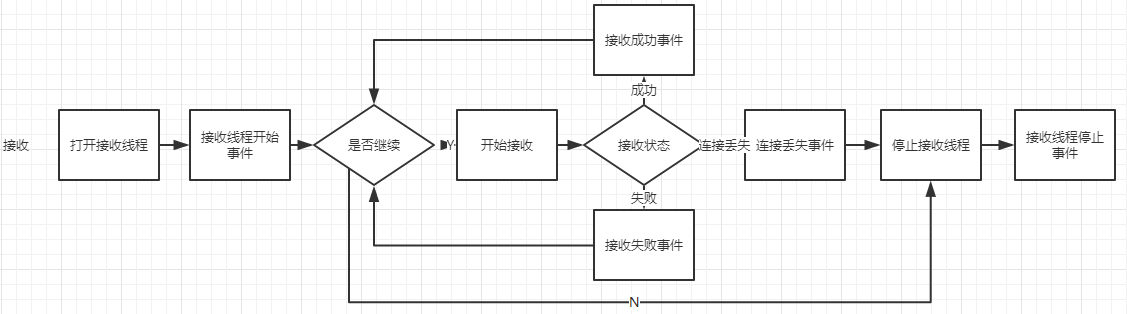 接收成功事件
成功
接收
打开接收线程
接收线程开始
事件
是否继续
Y
开始接收
接收状态
连接丢失
连接丢失事件
停止接收线程
接收线程停止
事件
失败
接收失败事件
N